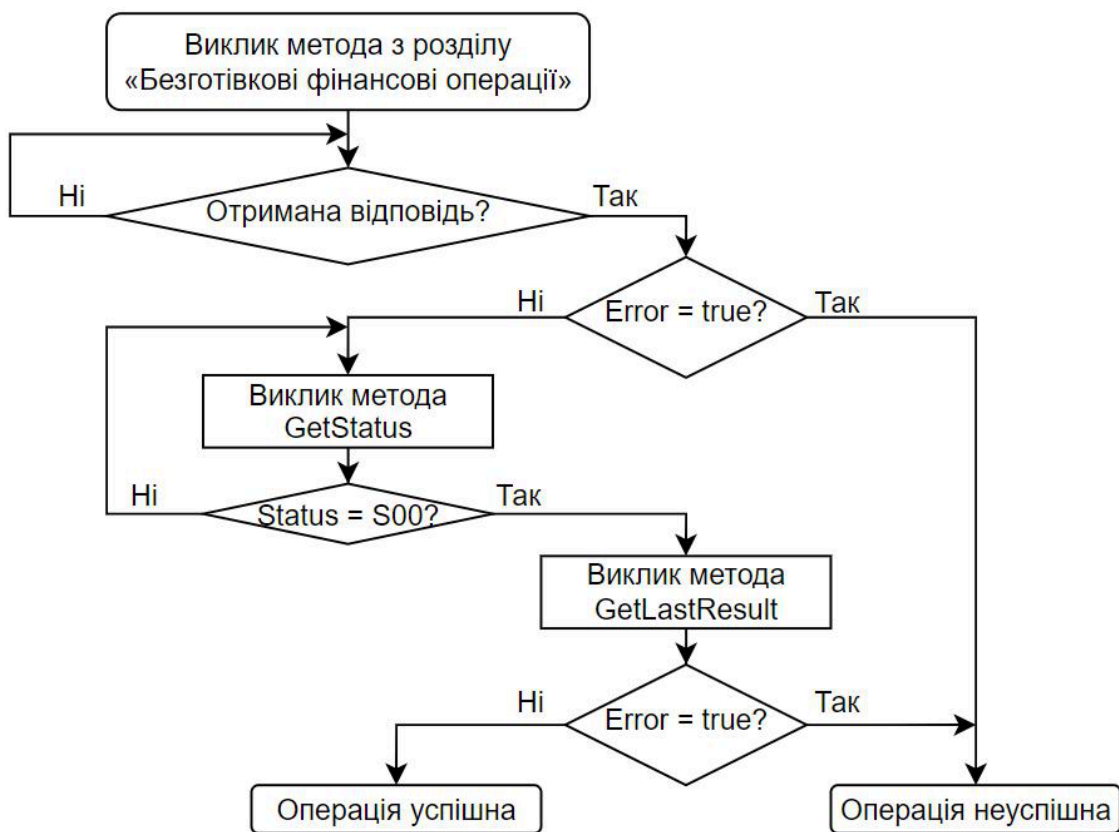 Виклик метода з розділу
«Безготівкові фінансові операції»
Ні
Отримана відповідь?
Так
Ні
Error = true?
Так
Виклик метода
GetStatus
Ні
Status = S00?
Так
Виклик метода
GetLastResult
Ні
Error = true?
Так
Операція успішна
Операція неуспішна